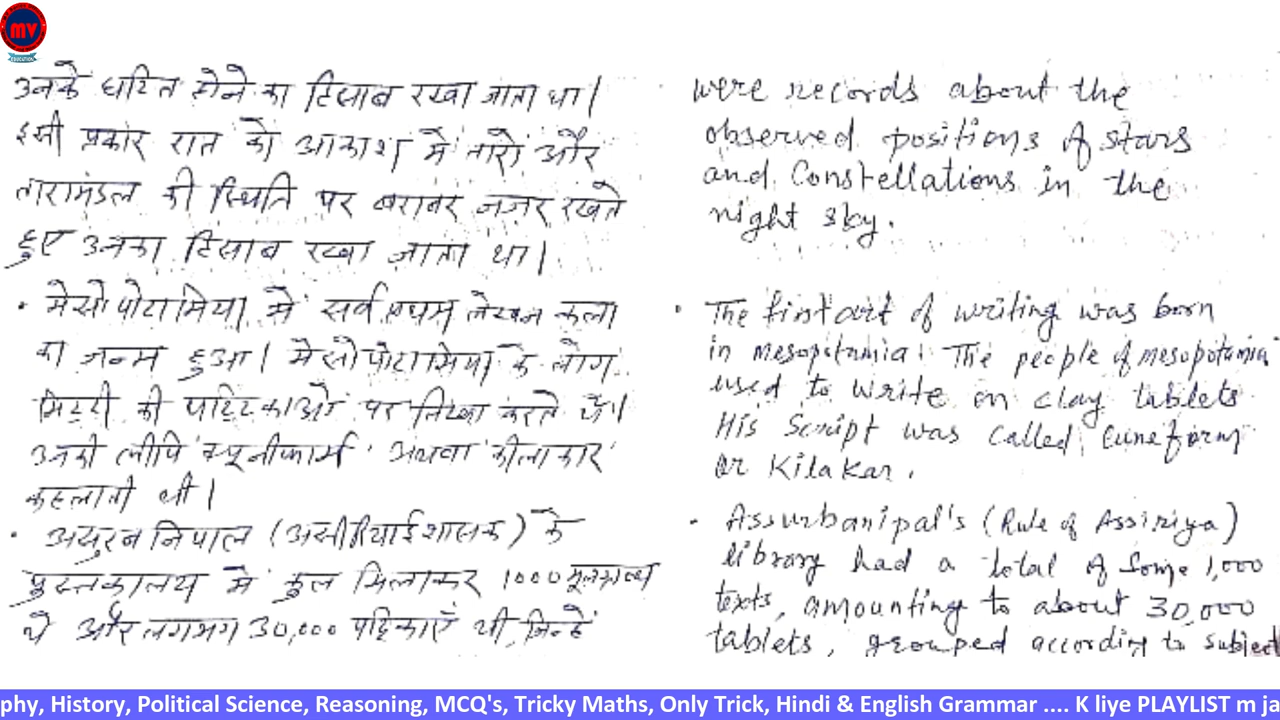 mv
EDUCATION
उनके घटित होने का हिसाब रखा जाता था।
इसी प्रकार रात को आकाश में तारों और
तारामंडल की स्थिति पर बराबर नज़र रखते
हुए उनका हिसाब रखा जाता था।
• मेसोपोटामिया में सर्वप्रथम लेखन कला
का जन्म हुआ। मेसोपोटामिया के लोग
मिट्टी की पट्टिकाओं पर लिखा करते थे।
उनकी लीपि क्यूनीफार्म' अथवा कीलाकार
कहलाती थी।
• असुरबनिपाल (असीरियाई शासक) के
पुस्तकालय में कुल मिलाकर 1000
थे और लगभग 30,000 पट्टिकाएँ थी जिन्हें
were records about the
observed positions of stars
and Constellations in the
night sky.
• The first art of writing was born
in mesopotamia. The people of mesopotamia
used to write on clay tablets
His Script was called, Cuneform
or Kilakar.
• Assurbanipal's (Rule of Assiriya)
library had a total of some 1,000
texts, amounting to about 30,000
tablets, grouped according to subject
phy, History, Political Science, Reasoning, MCQ's, Tricky Maths, Only Trick, Hindi & English Grammar .... K liye PLAYLIST m ja